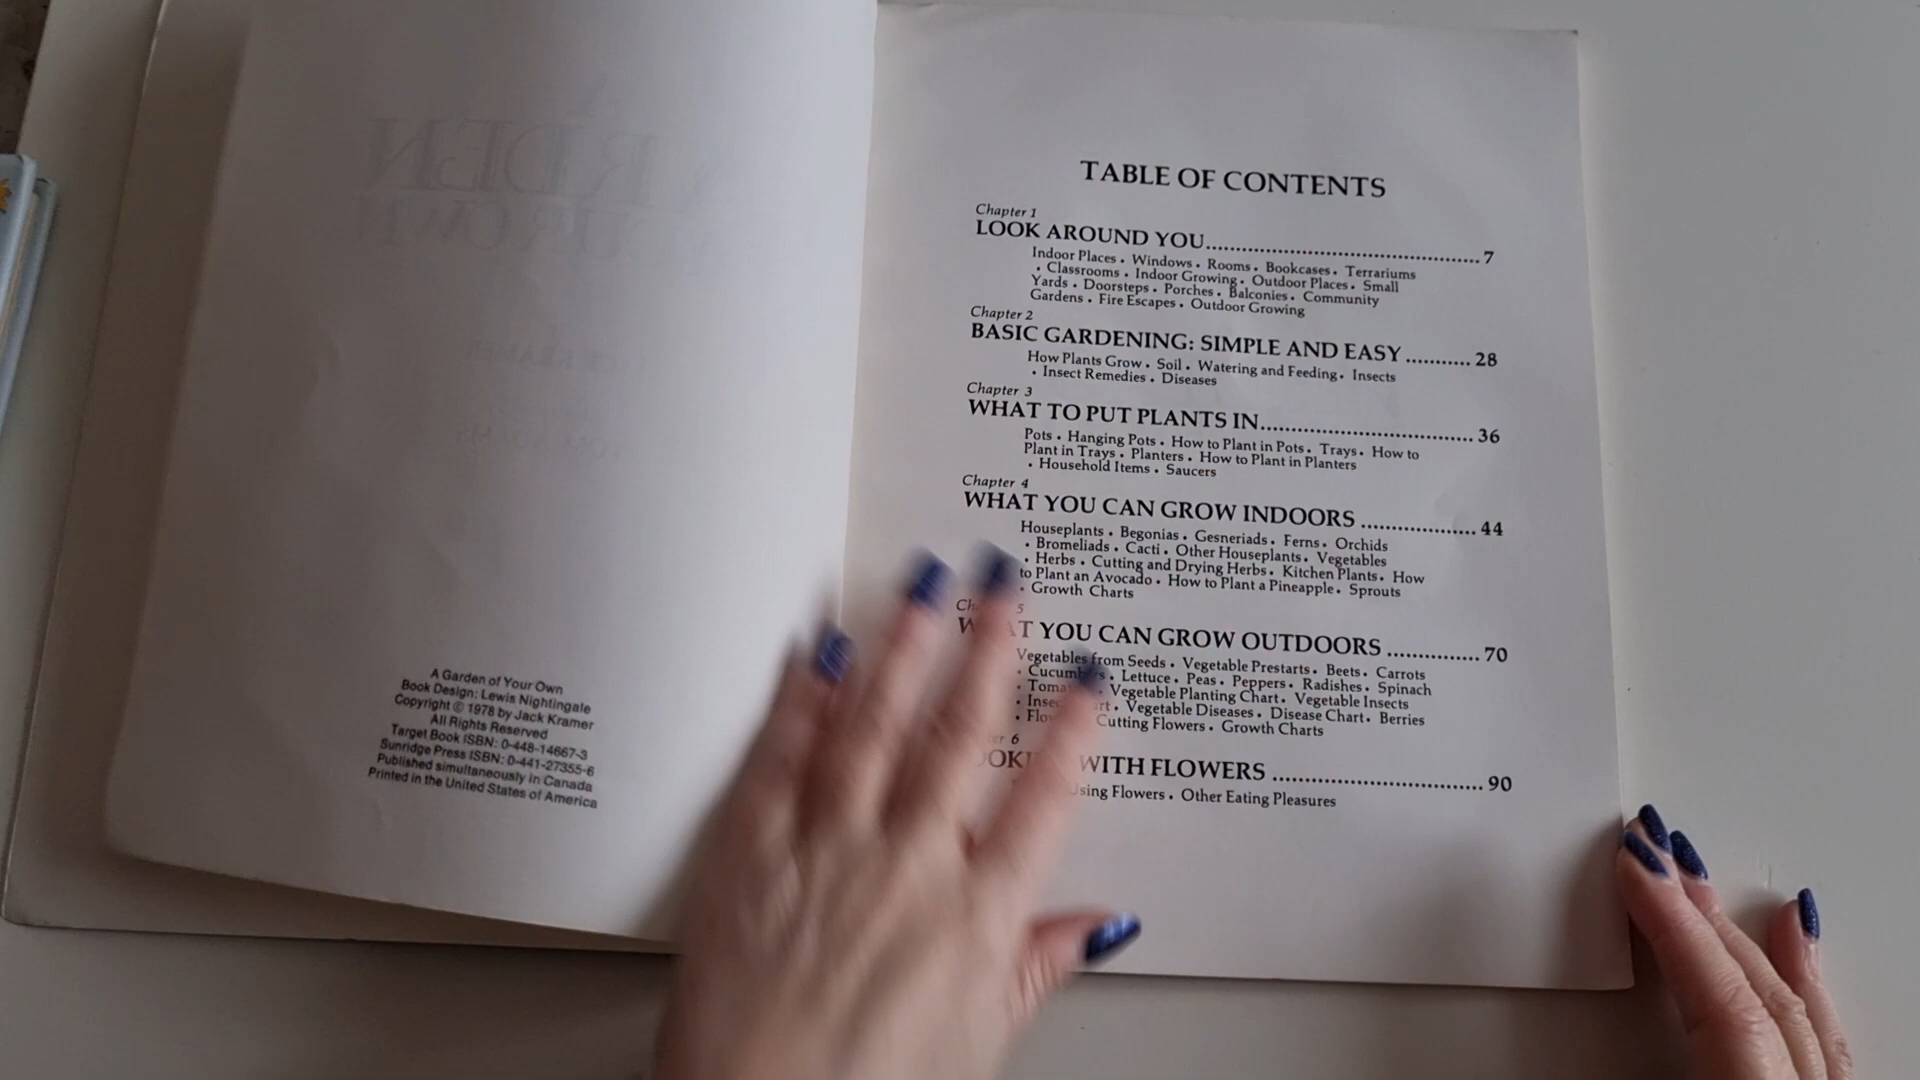 A Garden of Your Own
Book Design: Lewis Nightingale
Copyright © 1978 by Jack Kramer
All Rights Reserved
Target Book ISBN: 0-448-14667-3
Sunridge Press ISBN: 0-441-27355-6
Published simultaneously in Canada
Printed in the United States of America
TABLE OF CONTENTS
Chapter 1
LOOK AROUND YOU 7
Indoor Places • Windows • Rooms • Bookcases • Terrariums
• Classrooms • Indoor Growing • Outdoor Places • Small
Yards • Doorsteps • Porches • Balconies • Community
Gardens • Fire Escapes • Outdoor Growing
Chapter 2
BASIC GARDENING: SIMPLE AND EASY 28
How Plants Grow • Soil • Watering and Feeding • Insects
• Insect Remedies • Diseases
Chapter 3
WHAT TO PUT PLANTS IN 36
Pots • Hanging Pots • How to Plant in Pots • Trays • How to
Plant in Trays • Planters • How to Plant in Planters
• Household Items • Saucers
Chapter 4
WHAT YOU CAN GROW INDOORS 44
Houseplants • Begonias • Gesneriads • Ferns • Orchids
• Bromeliads • Cacti • Other Houseplants • Vegetables
• Herbs • Cutting and Drying Herbs • Kitchen Plants • How
to Plant an Avocado • How to Plant a Pineapple • Sprouts
• Growth Charts
5
WHAT YOU CAN GROW OUTDOORS 70
Vegetables from Seeds • Vegetable Prestarts • Beets • Carrots
• Cucumbers • Lettuce • Peas • Peppers • Radishes • Spinach
• Vegetable Planting Chart • Vegetable Insects
• Vegetable Diseases • Disease Chart • Berries
• Cutting Flowers • Growth Charts
6
WITH FLOWERS 90
Using Flowers • Other Eating Pleasures